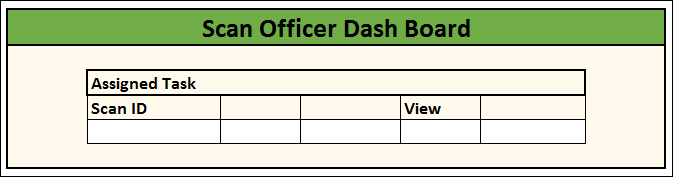 Scan Officer Dash Board
Assigned Task
Scan ID View